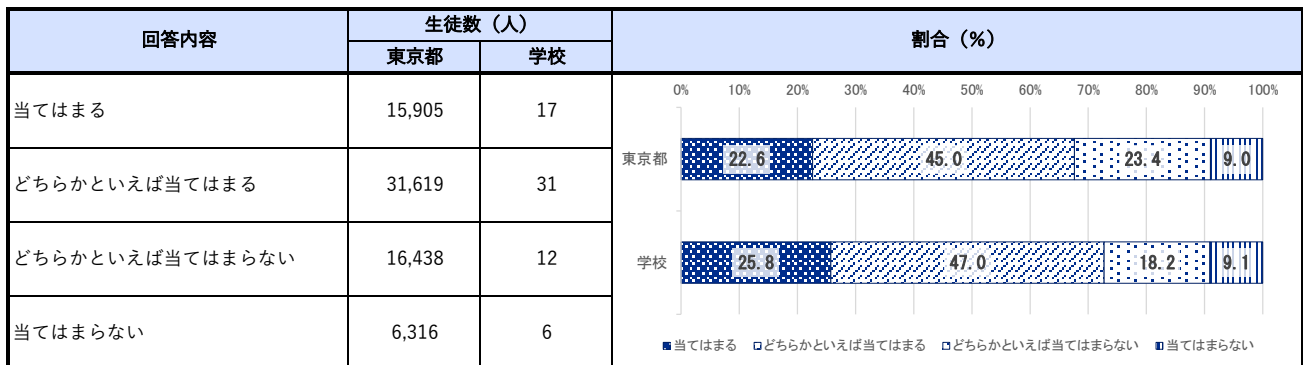 回答内容
生徒数（人）
割合（%）
東京都
学校
当てはまる
15,905
17
どちらかといえば当てはまる
31,619
31
どちらかといえば当てはまらない
16,438
12
当てはまらない
6,316
6
0% 10% 20% 30% 40% 50% 60% 70% 80% 90% 100%
東京都 22.6 45.0 23.4 9.0
学校 25.8 47.0 18.2 9.1
当てはまる どちらかといえば当てはまる どちらかといえば当てはまらない 当てはまらない